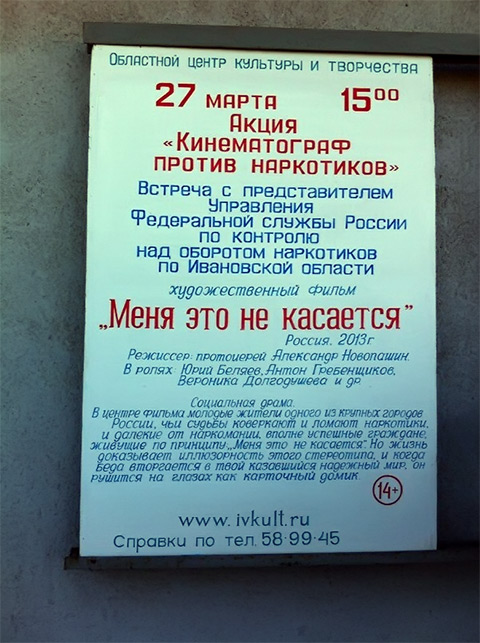 Областной центр культуры и творчества
27 марта 15⁰⁰
Акция
«Кинематограф
против наркотиков»
Встреча с представителем
Управления
Федеральной службы России
по контролю
над оборотом наркотиков
по Ивановской области
художественный фильм
„Меня это не касается"
Россия. 2013г
Режиссер: протоиерей Александр Новопашин.
В ролях: Юрий Беляев, Антон Гребенщиков,
Вероника Долгодушева и др.
Социальная драма.
В центре фильма молодые жители одного из крупных городов
России, чьи судьбы коверкают и ломают наркотики,
и далекие от наркомании, вполне успешные граждане,
живущие по принципу „Меня это не касается". Но жизнь
доказывает иллюзорность этого стереотипа, и когда
беда вторгается в твой казавшийся надежный мир, он
рушится на глазах как карточный домик.
14+
www.ivkult.ru
Справки по тел. 58-99-45